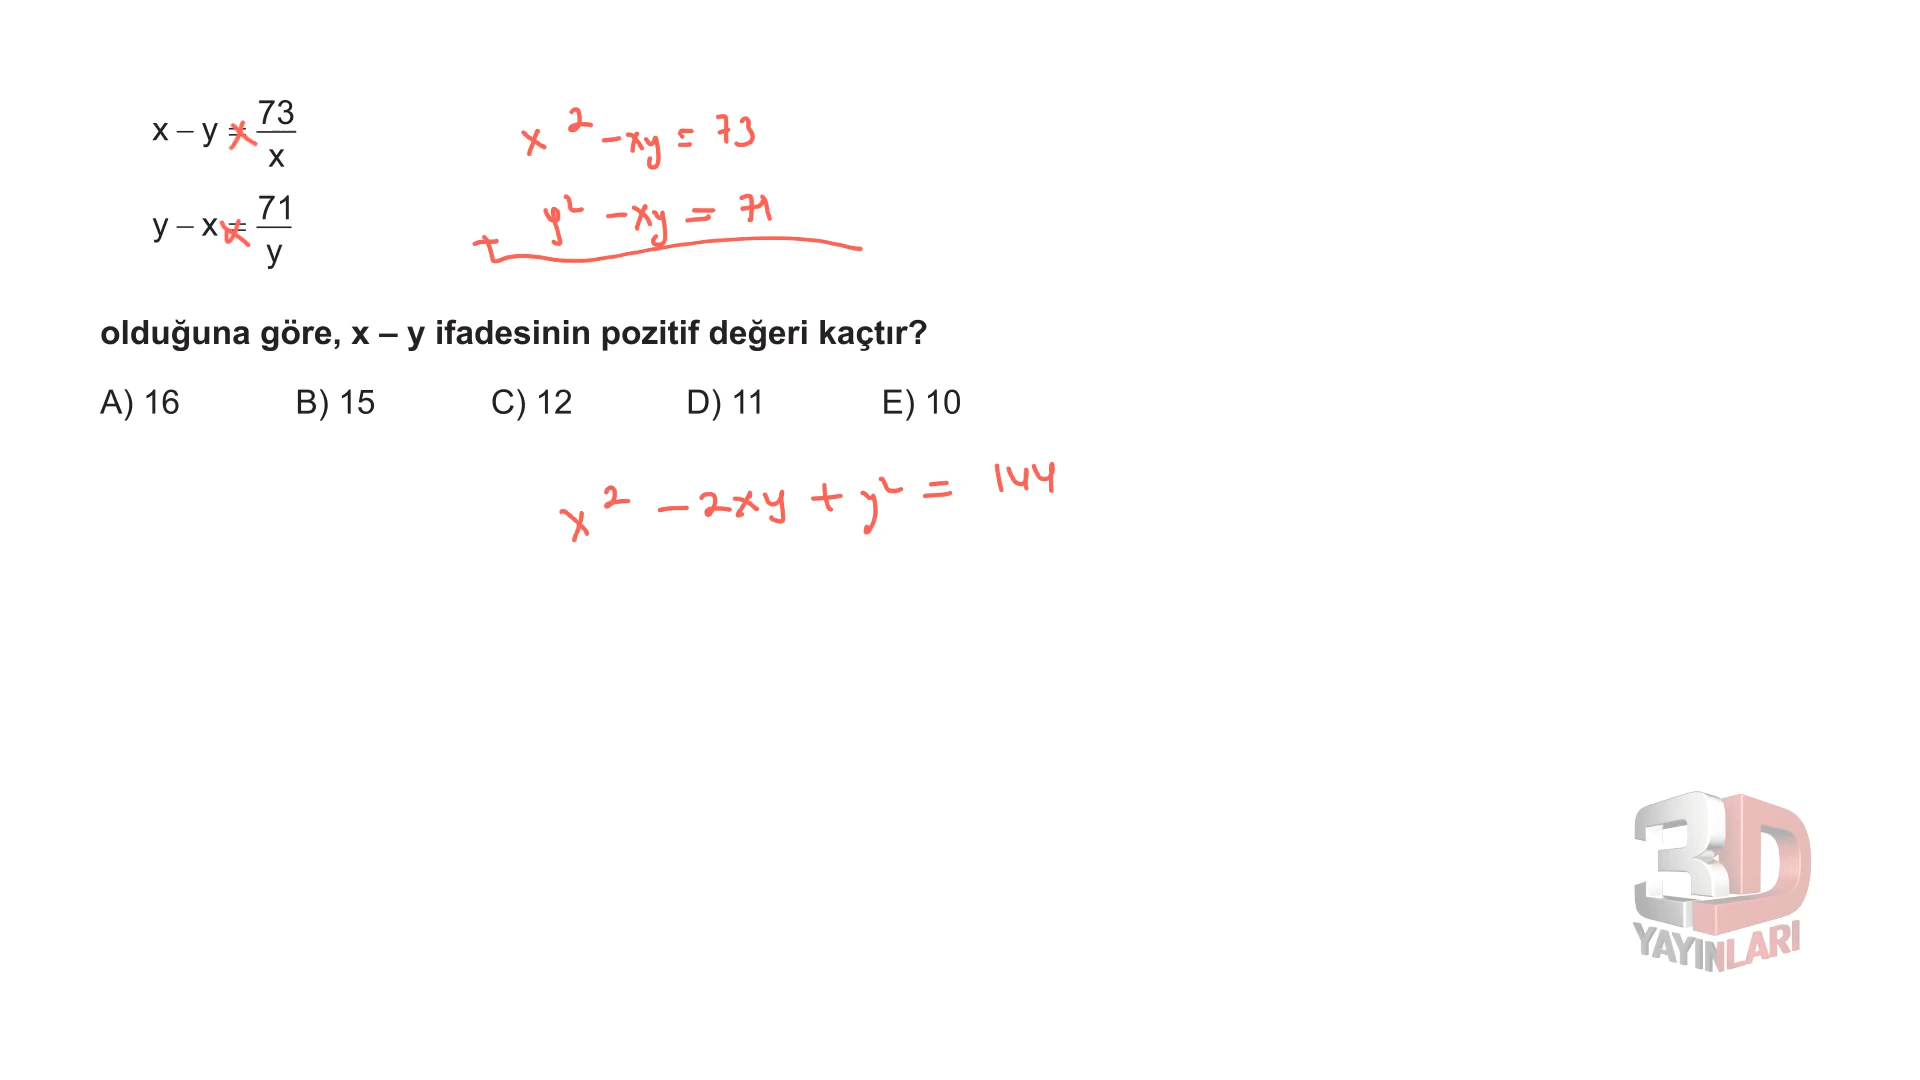 x – y = 73/x
x² – xy = 73
y – x = 71/y
y² – xy = 71
+
olduğuna göre, x – y ifadesinin pozitif değeri kaçtır?
A) 16 B) 15 C) 12 D) 11 E) 10
x² – 2xy + y² = 144
3D
YAYINLARI